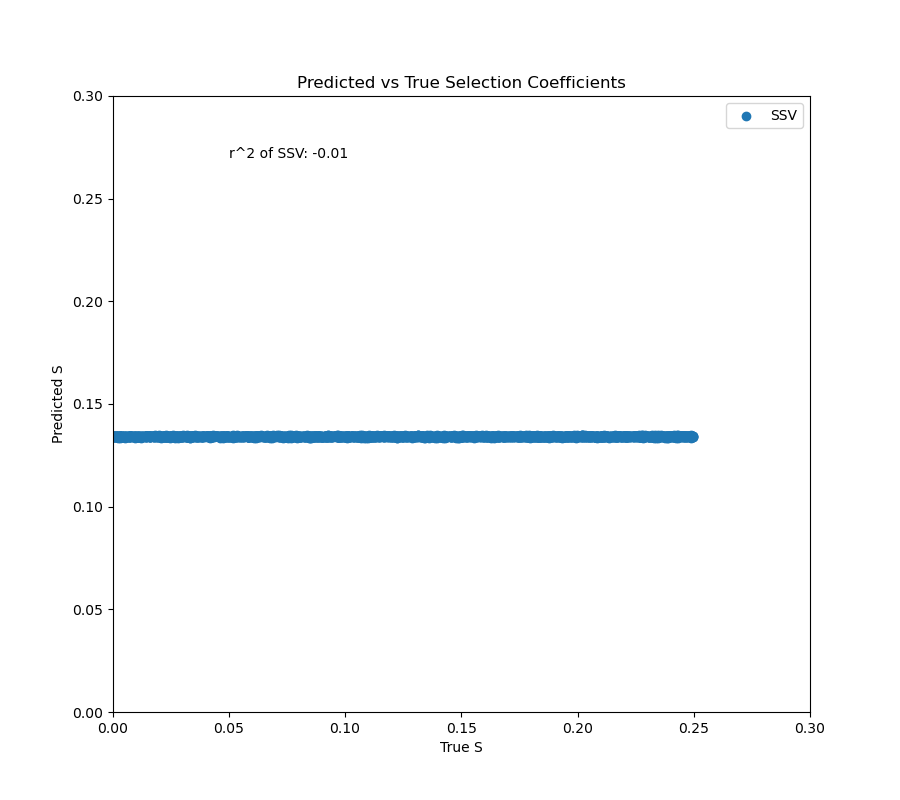 Predicted vs True Selection Coefficients
SSV
r^2 of SSV: -0.01
0.30
0.25
0.20
0.15
0.10
0.05
0.00
Predicted S
0.00 0.05 0.10 0.15 0.20 0.25 0.30
True S